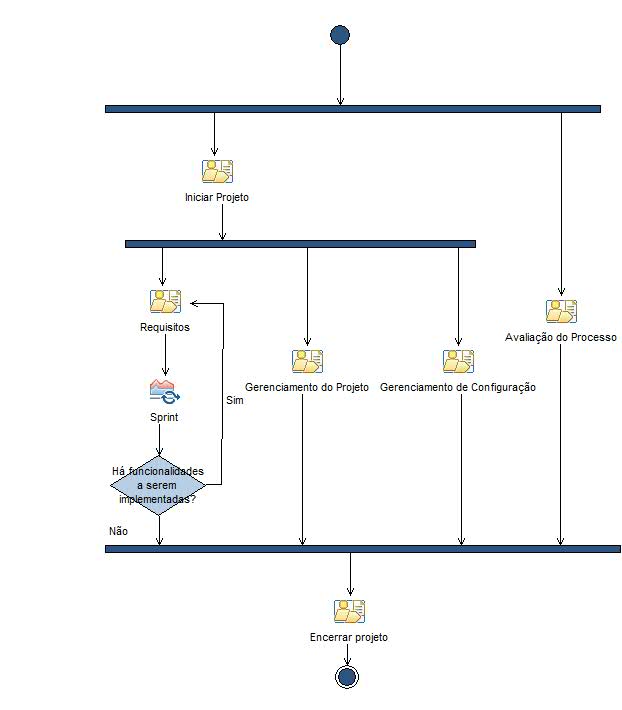 Iniciar Projeto
Requisitos
Avaliação do Processo
Gerenciamento do Projeto
Gerenciamento de Configuração
Sim
Sprint
Há funcionalidades
a serem
implementadas?
Não
Encerrar projeto